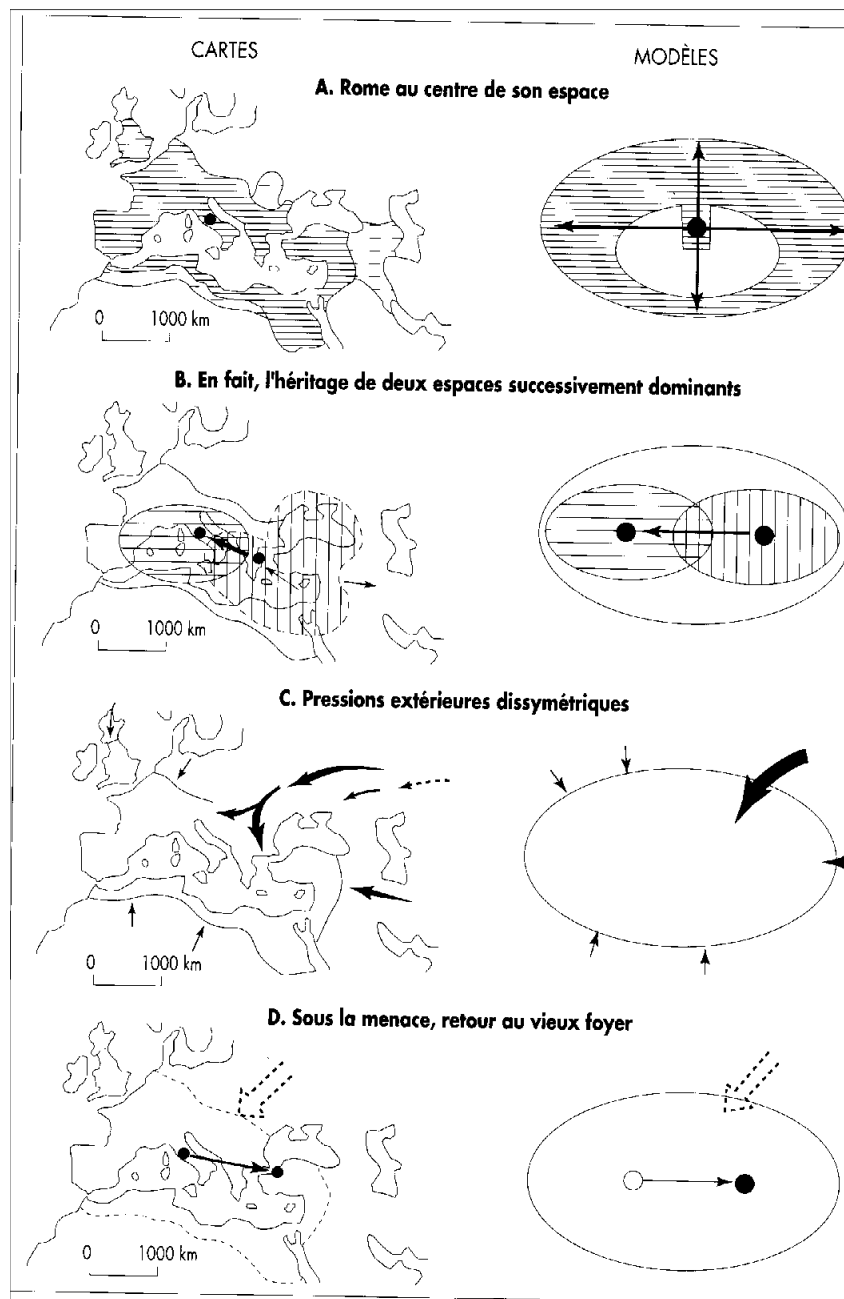 CARTES
MODÈLES
A. Rome au centre de son espace
0 1000 km
B. En fait, l'héritage de deux espaces successivement dominants
0 1000 km
C. Pressions extérieures dissymétriques
0 1000 km
D. Sous la menace, retour au vieux foyer
0 1000 km